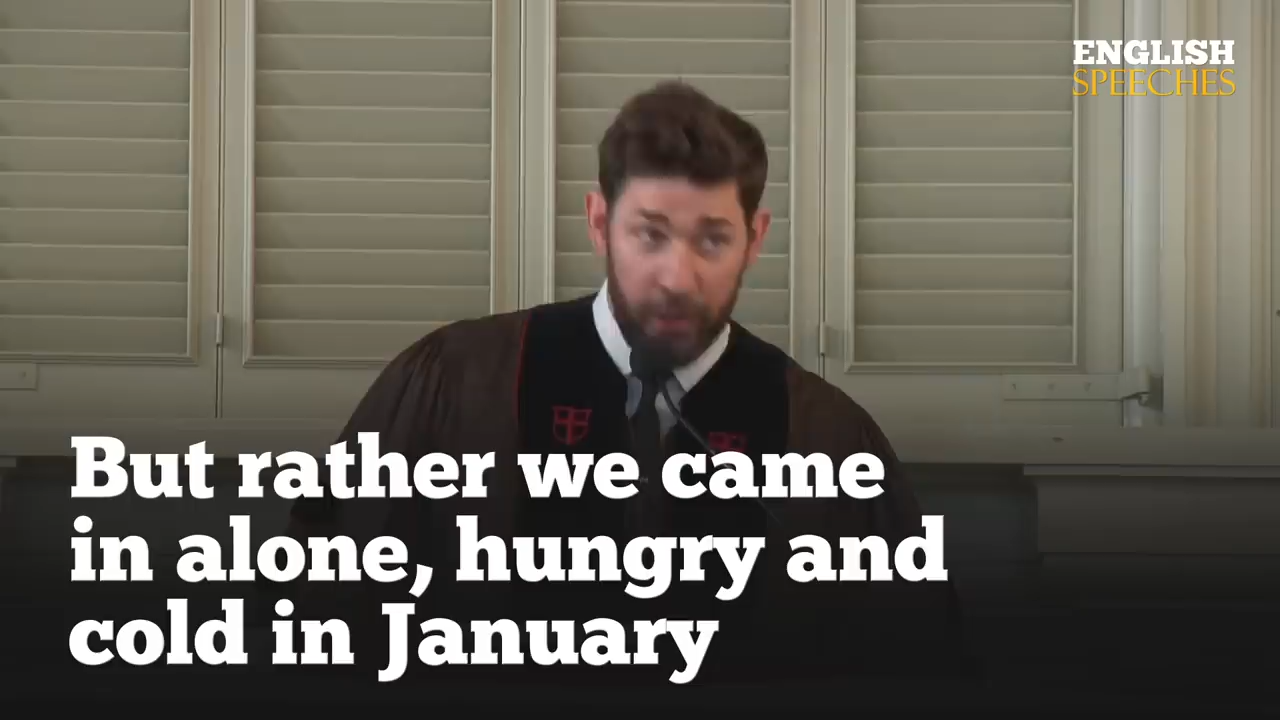 ENGLISH
SPEECHES
But rather we came
in alone, hungry and
cold in January